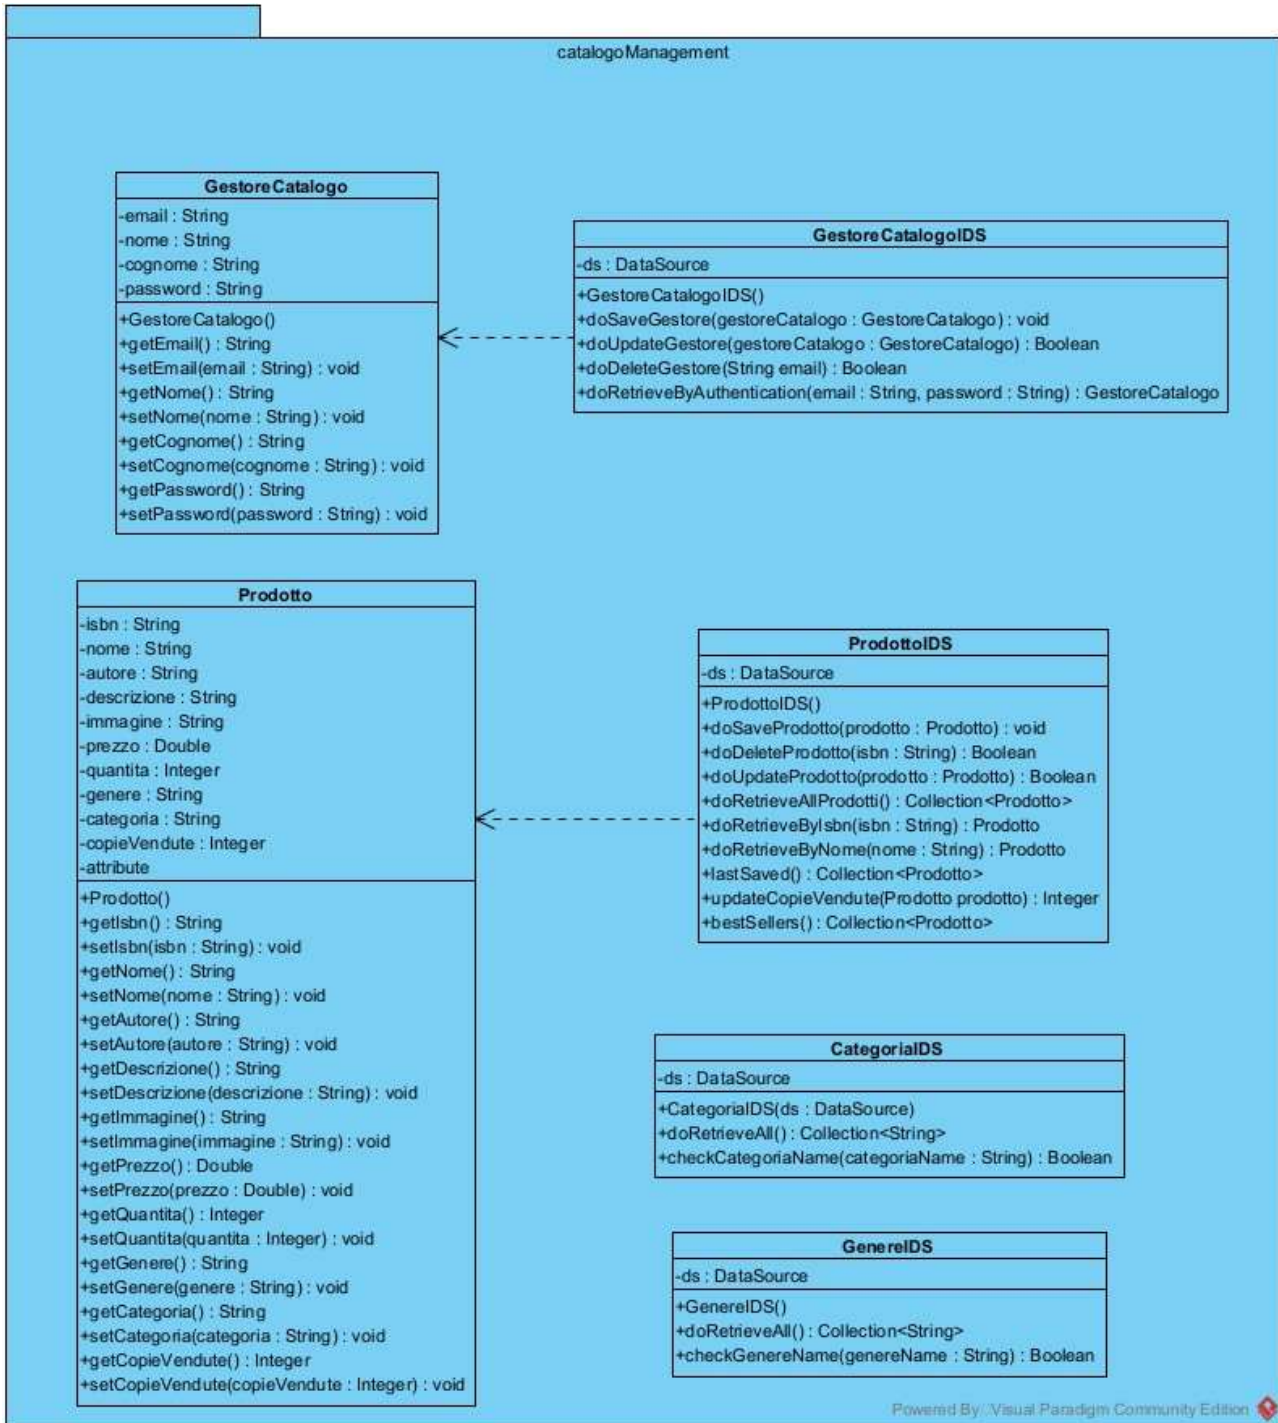 catalogoManagement
GestoreCatalogo
-email : String
-nome : String
-cognome : String
-password : String
+GestoreCatalogo()
+getEmail() : String
+setEmail(email : String) : void
+getNome() : String
+setNome(nome : String) : void
+getCognome() : String
+setCognome(cognome : String) : void
+getPassword() : String
+setPassword(password : String) : void
GestoreCatalogoIDS
-ds : DataSource
+GestoreCatalogoIDS()
+doSaveGestore(gestoreCatalogo : GestoreCatalogo) : void
+doUpdateGestore(gestoreCatalogo : GestoreCatalogo) : Boolean
+doDeleteGestore(String email) : Boolean
+doRetrieveByAuthentication(email : String, password : String) : GestoreCatalogo
Prodotto
-isbn : String
-nome : String
-autore : String
-descrizione : String
-immagine : String
-prezzo : Double
-quantita : Integer
-genere : String
-categoria : String
-copieVendute : Integer
-attribute
+Prodotto()
+getIsbn() : String
+setIsbn(isbn : String) : void
+getNome() : String
+setNome(nome : String) : void
+getAutore() : String
+setAutore(autore : String) : void
+getDescrizione() : String
+setDescrizione(descrizione : String) : void
+getImmagine() : String
+setImmagine(immagine : String) : void
+getPrezzo() : Double
+setPrezzo(prezzo : Double) : void
+getQuantita() : Integer
+setQuantita(quantita : Integer) : void
+getGenere() : String
+setGenere(genere : String) : void
+getCategoria() : String
+setCategoria(categoria : String) : void
+getCopieVendute() : Integer
+setCopieVendute(copieVendute : Integer) : void
ProdottoIDS
-ds : DataSource
+ProdottoIDS()
+doSaveProdotto(prodotto : Prodotto) : void
+doDeleteProdotto(isbn : String) : Boolean
+doUpdateProdotto(prodotto : Prodotto) : Boolean
+doRetrieveAllProdotti() : Collection<Prodotto>
+doRetrieveByIsbn(isbn : String) : Prodotto
+doRetrieveByNome(nome : String) : Prodotto
+lastSaved() : Collection<Prodotto>
+updateCopieVendute(Prodotto prodotto) : Integer
+bestSellers() : Collection<Prodotto>
CategoriaIDS
-ds : DataSource
+CategoriaIDS(ds : DataSource)
+doRetrieveAll() : Collection<String>
+checkCategoriaName(categoriaName : String) : Boolean
GenereIDS
-ds : DataSource
+GenereIDS()
+doRetrieveAll() : Collection<String>
+checkGenereName(genereName : String) : Boolean
Powered By Visual Paradigm Community Edition